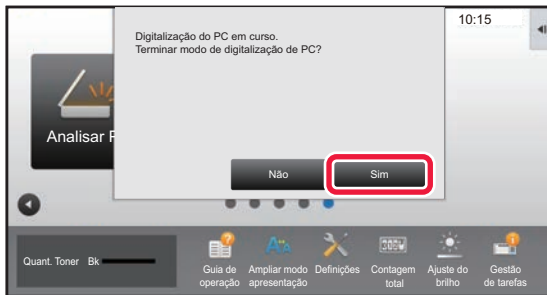 10:15
Digitalização do PC em curso.
Terminar modo de digitalização de PC?
Analisar
Não
Sim
Quant. Toner Bk
Guia de
operação
Ampliar modo
apresentação
Definições
Contagem
total
Ajuste do
brilho
Gestão
de tarefas